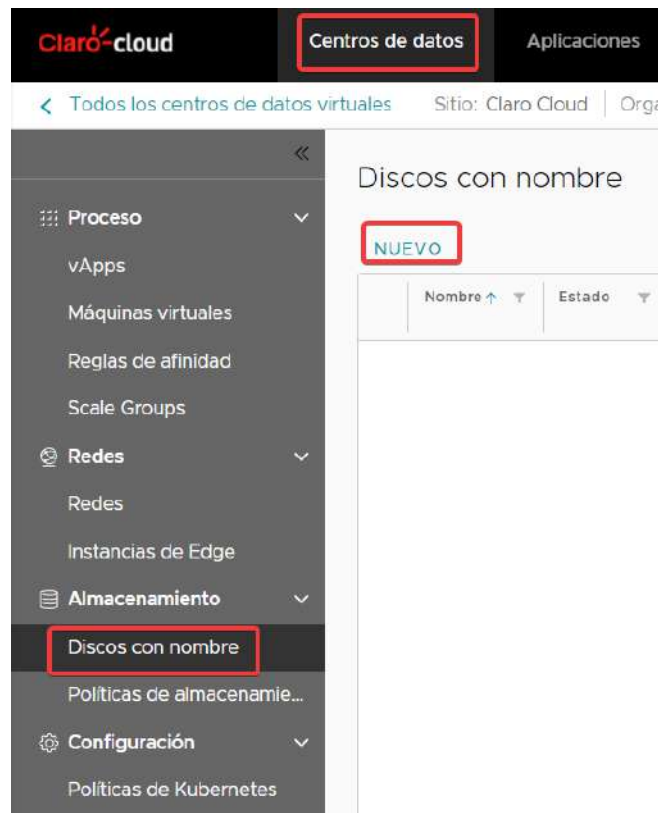 Claro-cloud
Centros de datos
Aplicaciones
Todos los centros de datos virtuales
Sitio: Claro Cloud
Orga
Discos con nombre
NUEVO
Nombre
Estado
Proceso
vApps
Máquinas virtuales
Reglas de afinidad
Scale Groups
Redes
Redes
Instancias de Edge
Almacenamiento
Discos con nombre
Políticas de almacenamie...
Configuración
Políticas de Kubernetes